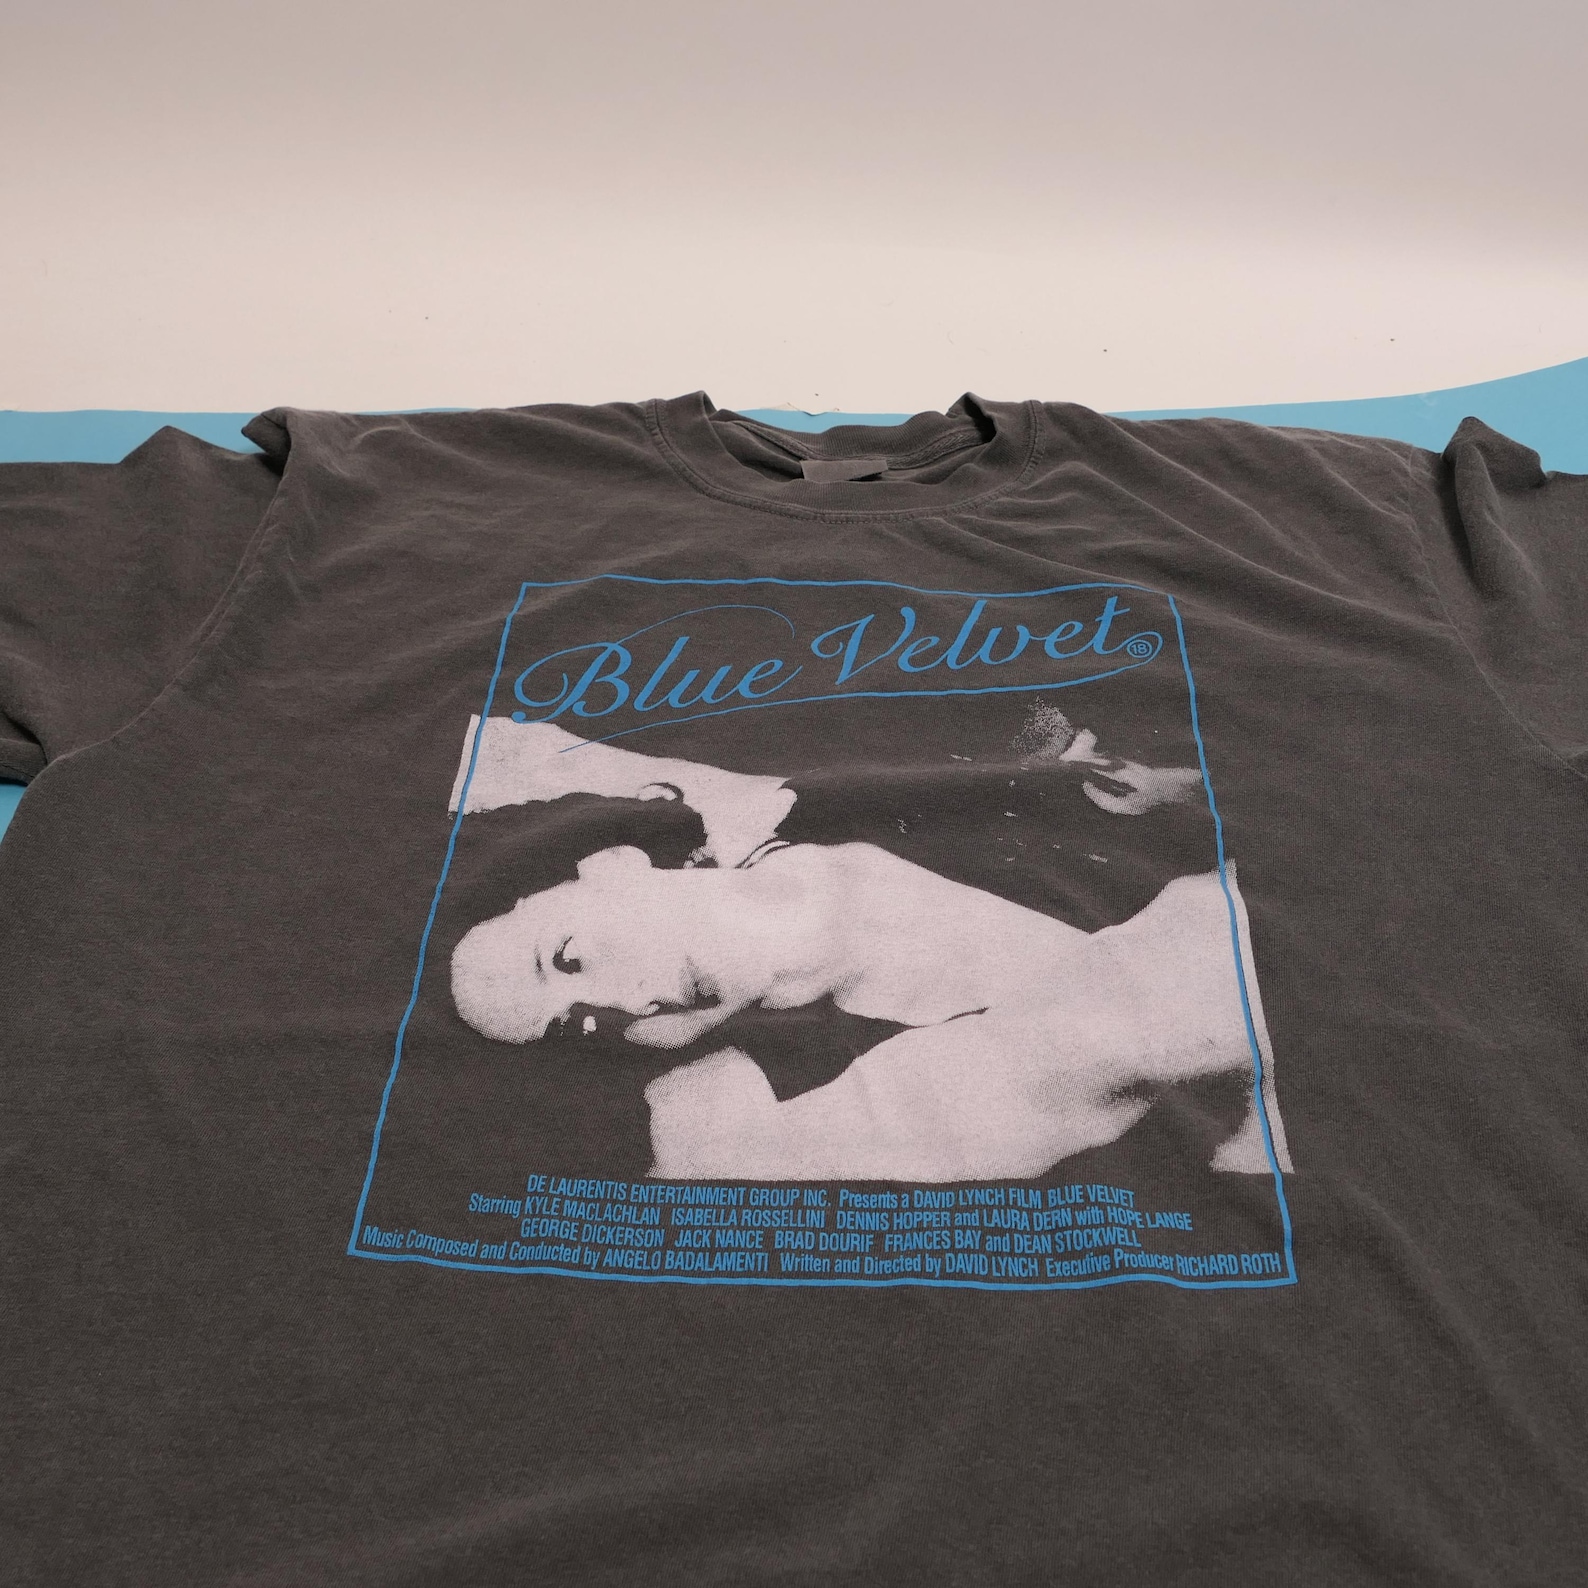 Blue Velvet 18
DE LAURENTIS ENTERTAINMENT GROUP INC. Presents a DAVID LYNCH FILM BLUE VELVET
Starring KYLE MACLACHLAN ISABELLA ROSSELLINI DENNIS HOPPER and LAURA DERN with HOPE LANGE
GEORGE DICKERSON JACK NANCE BRAD DOURIF FRANCES BAY and DEAN STOCKWELL
Music Composed and Conducted by ANGELO BADALAMENTI Written and Directed by DAVID LYNCH Executive Producer RICHARD ROTH